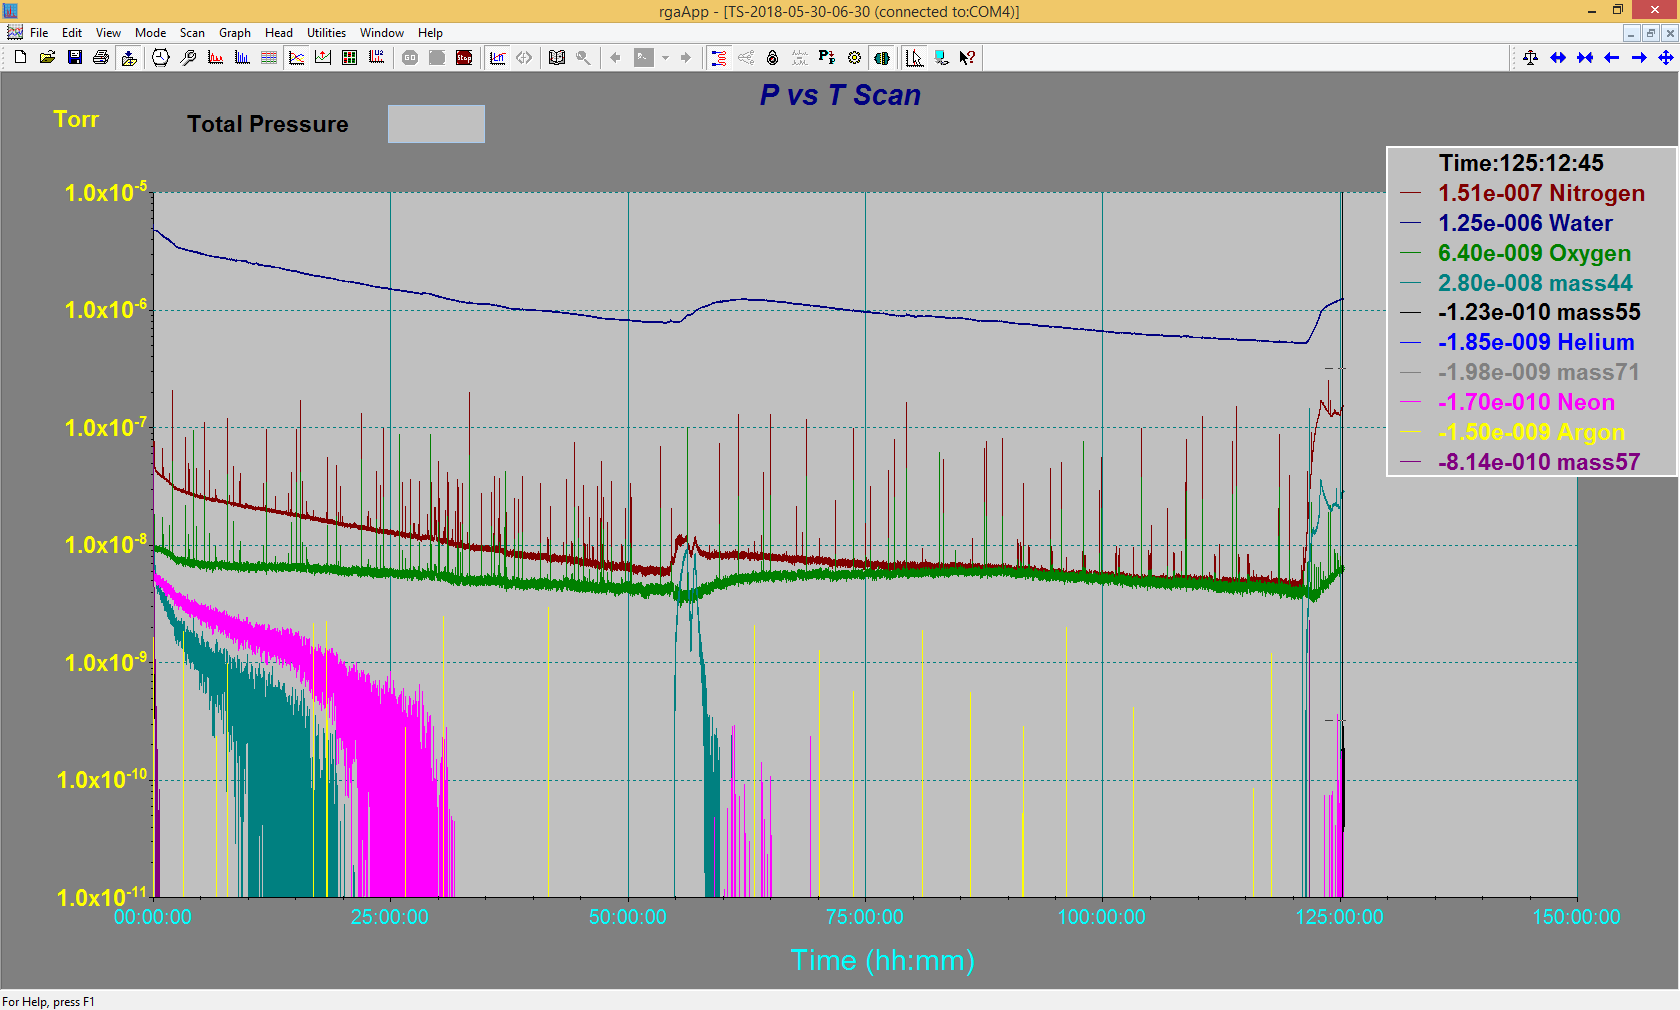 rgaApp - [TS-2018-05-30-06-30 (connected to:COM4)]
File Edit View Mode Scan Graph Head Utilities Window Help
GO Stop
P vs T Scan
Torr
Total Pressure
Time:125:12:45
1.51e-007 Nitrogen
1.25e-006 Water
6.40e-009 Oxygen
2.80e-008 mass44
-1.23e-010 mass55
-1.85e-009 Helium
-1.98e-009 mass71
-1.70e-010 Neon
-1.50e-009 Argon
-8.14e-010 mass57
1.0x10-5
1.0x10-6
1.0x10-7
1.0x10-8
1.0x10-9
1.0x10-10
1.0x10-11
00:00:00 25:00:00 50:00:00 75:00:00 100:00:00 125:00:00 150:00:00
Time (hh:mm)
For Help, press F1